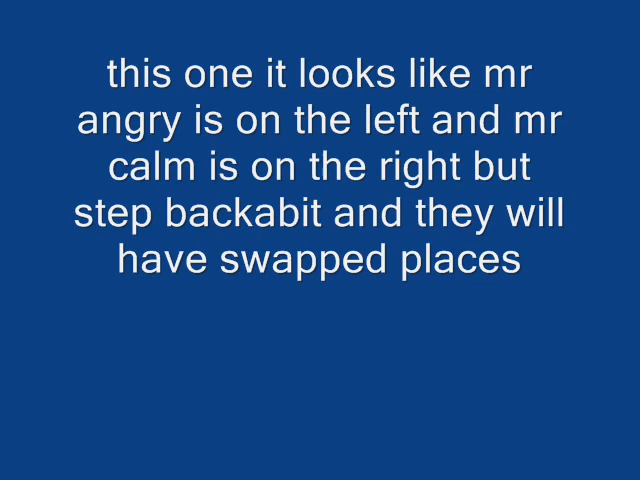 this one it looks like mr
angry is on the left and mr
calm is on the right but
step backabit and they will
have swapped places